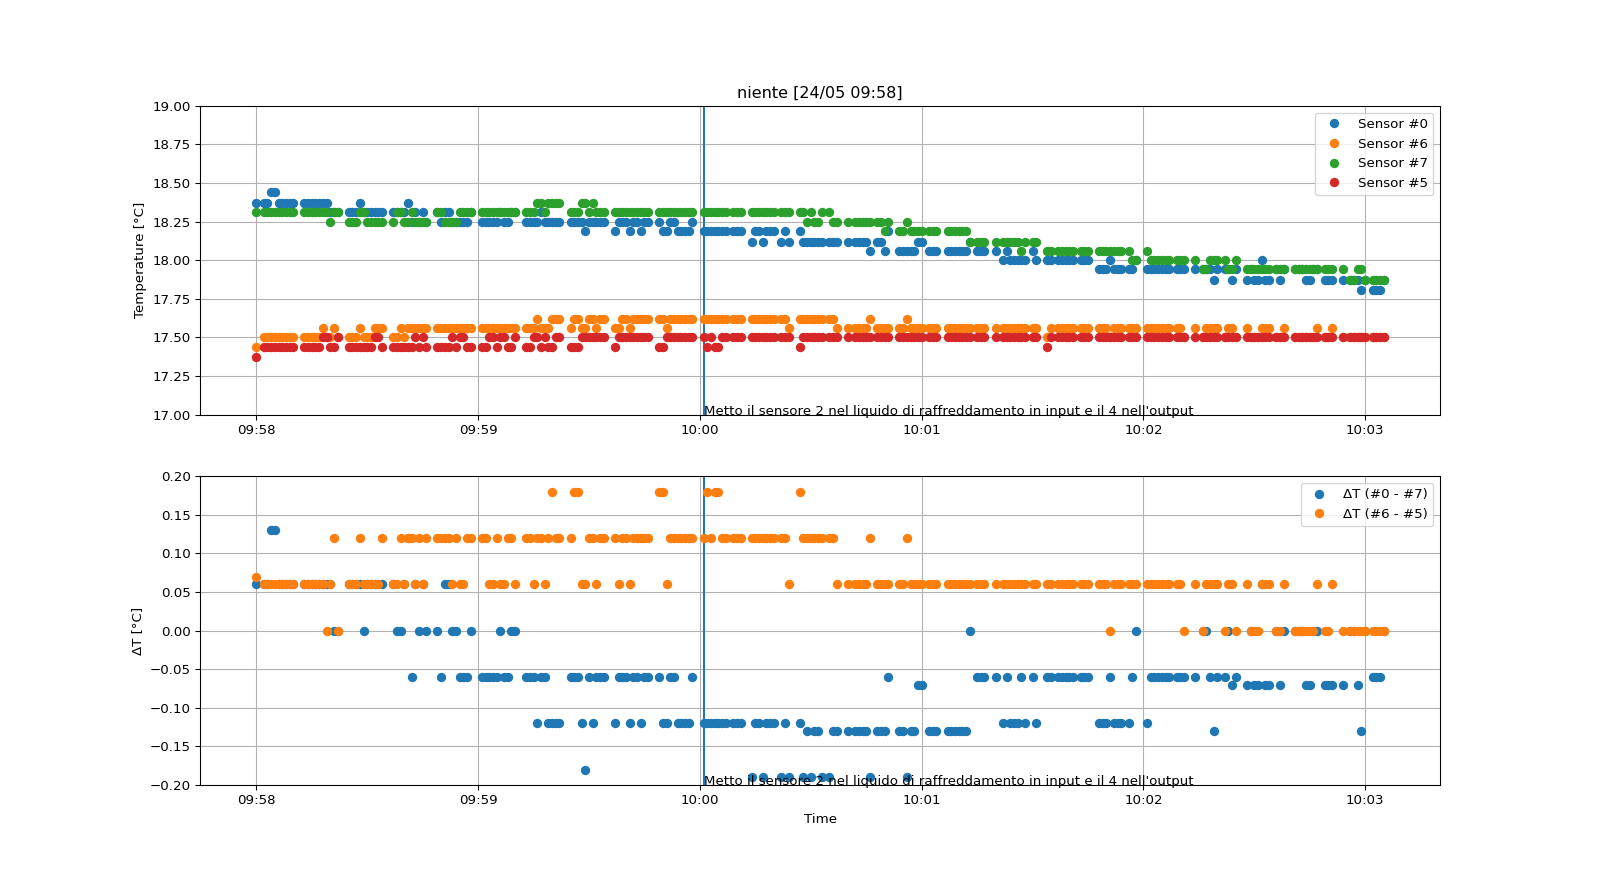 niente [24/05 09:58]
Temperature [°C]
19.00
18.75
18.50
18.25
18.00
17.75
17.50
17.25
17.00
Sensor #0
Sensor #6
Sensor #7
Sensor #5
Metto il sensore 2 nel liquido di raffreddamento in input e il 4 nell'output
09:58 09:59 10:00 10:01 10:02 10:03
ΔT [°C]
0.20
0.15
0.10
0.05
0.00
−0.05
−0.10
−0.15
−0.20
ΔT (#0 - #7)
ΔT (#6 - #5)
Metto il sensore 2 nel liquido di raffreddamento in input e il 4 nell'output
09:58 09:59 10:00 10:01 10:02 10:03
Time